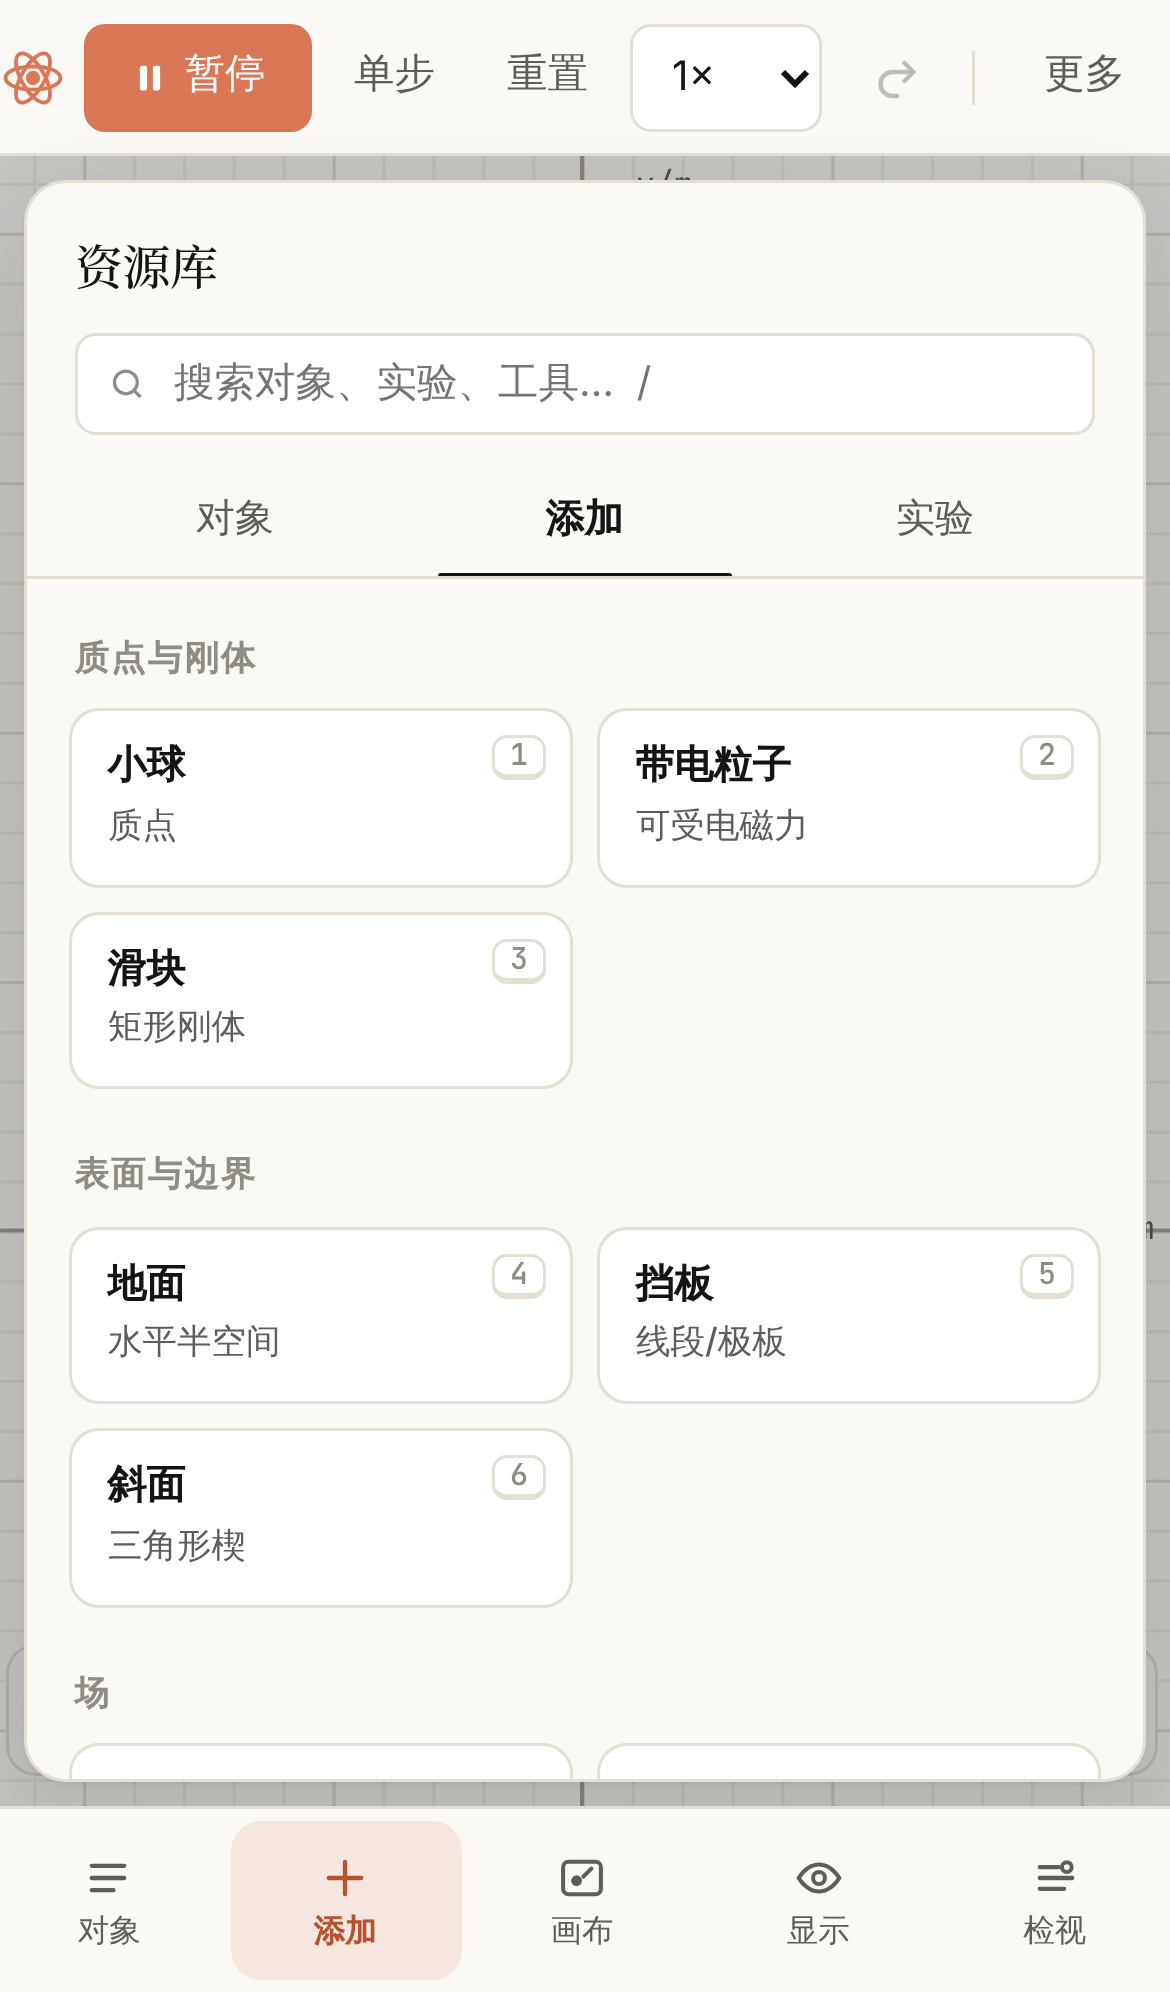 暂停 单步 重置 1× 更多
资源库
搜索对象、实验、工具... /
对象 添加 实验
质点与刚体
小球 1 带电粒子 2
质点 可受电磁力
滑块 3
矩形刚体
表面与边界
地面 4 挡板 5
水平半空间 线段/极板
斜面 6
三角形楔
场
对象 添加 画布 显示 检视